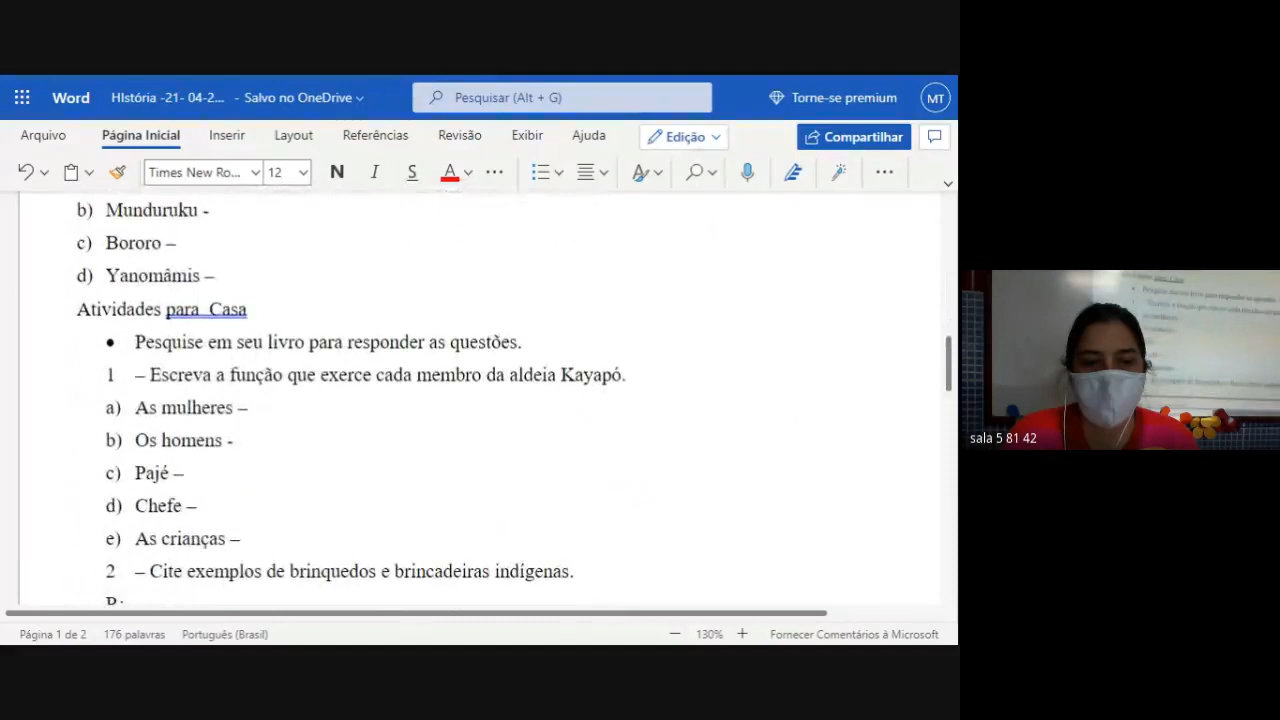 Word HIstória -21- 04-2... - Salvo no OneDrive Pesquisar (Alt + G) Torne-se premium MT
Arquivo Página Inicial Inserir Layout Referências Revisão Exibir Ajuda Edição Compartilhar
Times New Ro... 12 N I S A
b) Munduruku -
c) Bororo –
d) Yanomâmis –
Atividades para Casa
• Pesquise em seu livro para responder as questões.
1 – Escreva a função que exerce cada membro da aldeia Kayapó.
a) As mulheres –
b) Os homens -
c) Pajé –
d) Chefe –
e) As crianças –
2 – Cite exemplos de brinquedos e brincadeiras indígenas.
Página 1 de 2 176 palavras Português (Brasil) 130% Fornecer Comentários à Microsoft
sala 5 81 42